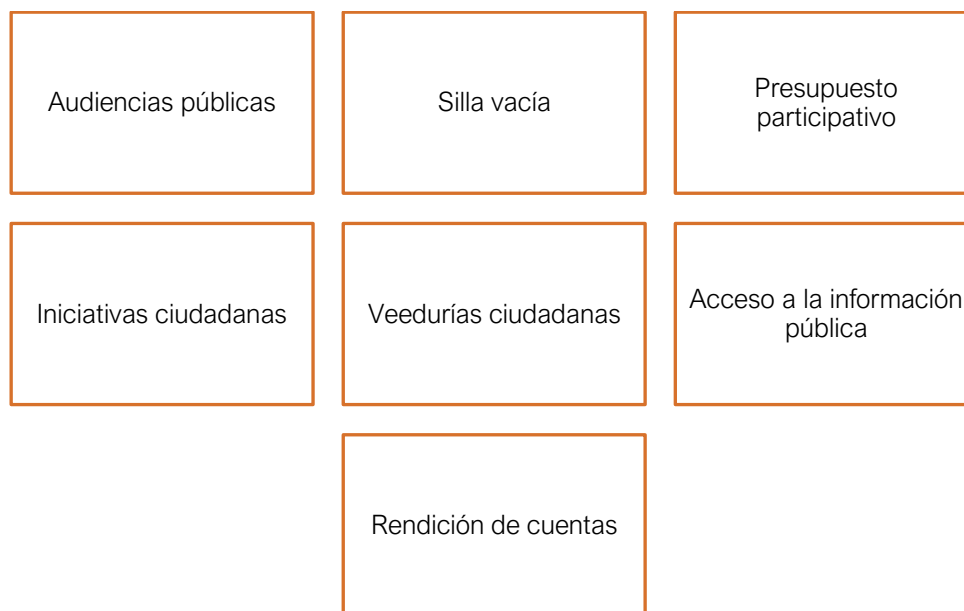 Audiencias públicas
Silla vacía
Presupuesto
participativo
Iniciativas ciudadanas
Veedurías ciudadanas
Acceso a la información
pública
Rendición de cuentas